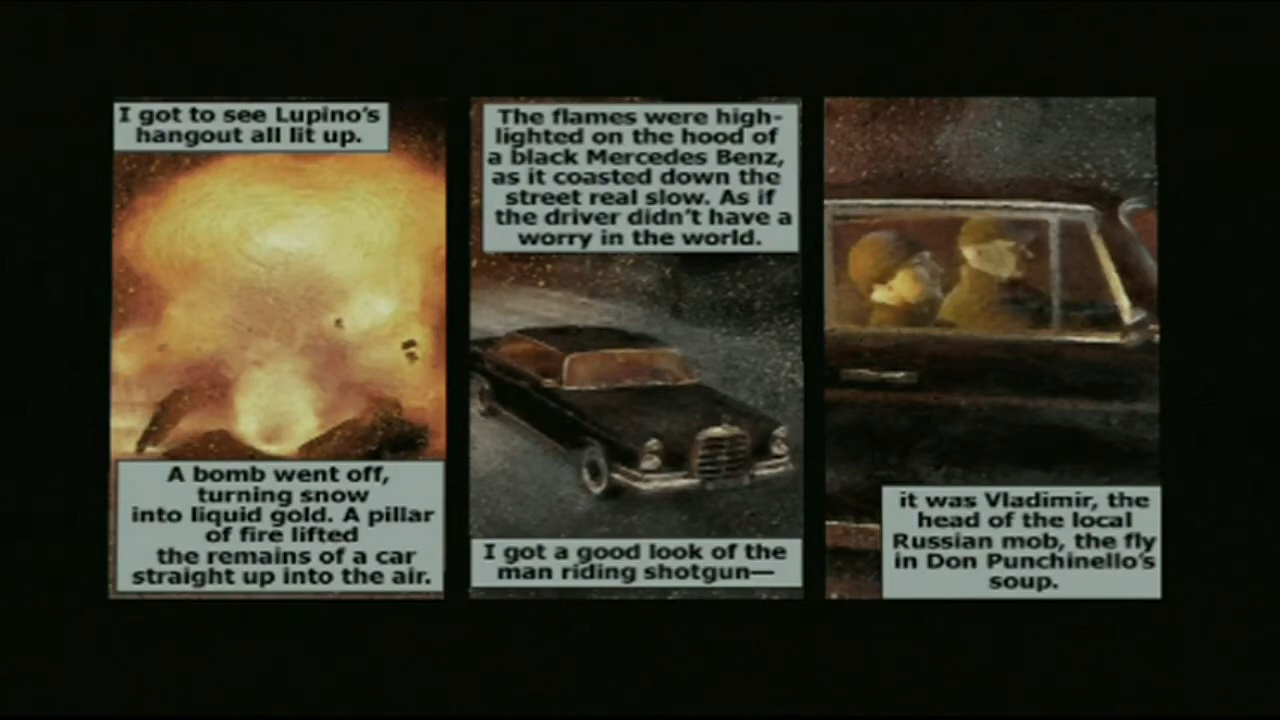 I got to see Lupino's
hangout all lit up.
A bomb went off,
turning snow
into liquid gold. A pillar
of fire lifted
the remains of a car
straight up into the air.
The flames were high-
lighted on the hood of
a black Mercedes Benz,
as it coasted down the
street real slow. As if
the driver didn't have a
worry in the world.
I got a good look of the
man riding shotgun—
it was Vladimir, the
head of the local
Russian mob, the fly
in Don Punchinello's
soup.